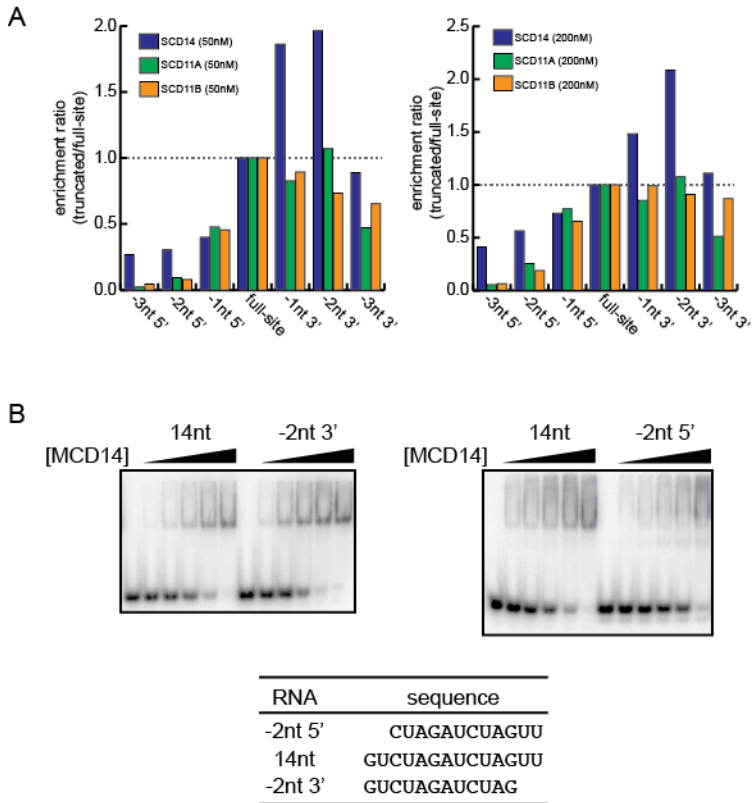 A
enrichment ratio
(truncated/full-site)
2.0
1.5
1.0
0.5
0.0
SCD14 (50nM)
SCD11A (50nM)
SCD11B (50nM)
-3nt 5'
-2nt 5'
-1nt 5'
full-site
-1nt 3'
-2nt 3'
-3nt 3'
enrichment ratio
(truncated/full-site)
2.5
2.0
1.5
1.0
0.5
0.0
SCD14 (200nM)
SCD11A (200nM)
SCD11B (200nM)
-3nt 5'
-2nt 5'
-1nt 5'
full-site
-1nt 3'
-2nt 3'
-3nt 3'
B
14nt -2nt 3'
[MCD14]
14nt -2nt 5'
[MCD14]
RNA sequence
-2nt 5' CUAGAUCUAGUU
14nt GUCUAGAUCUAGUU
-2nt 3' GUCUAGAUCUAG